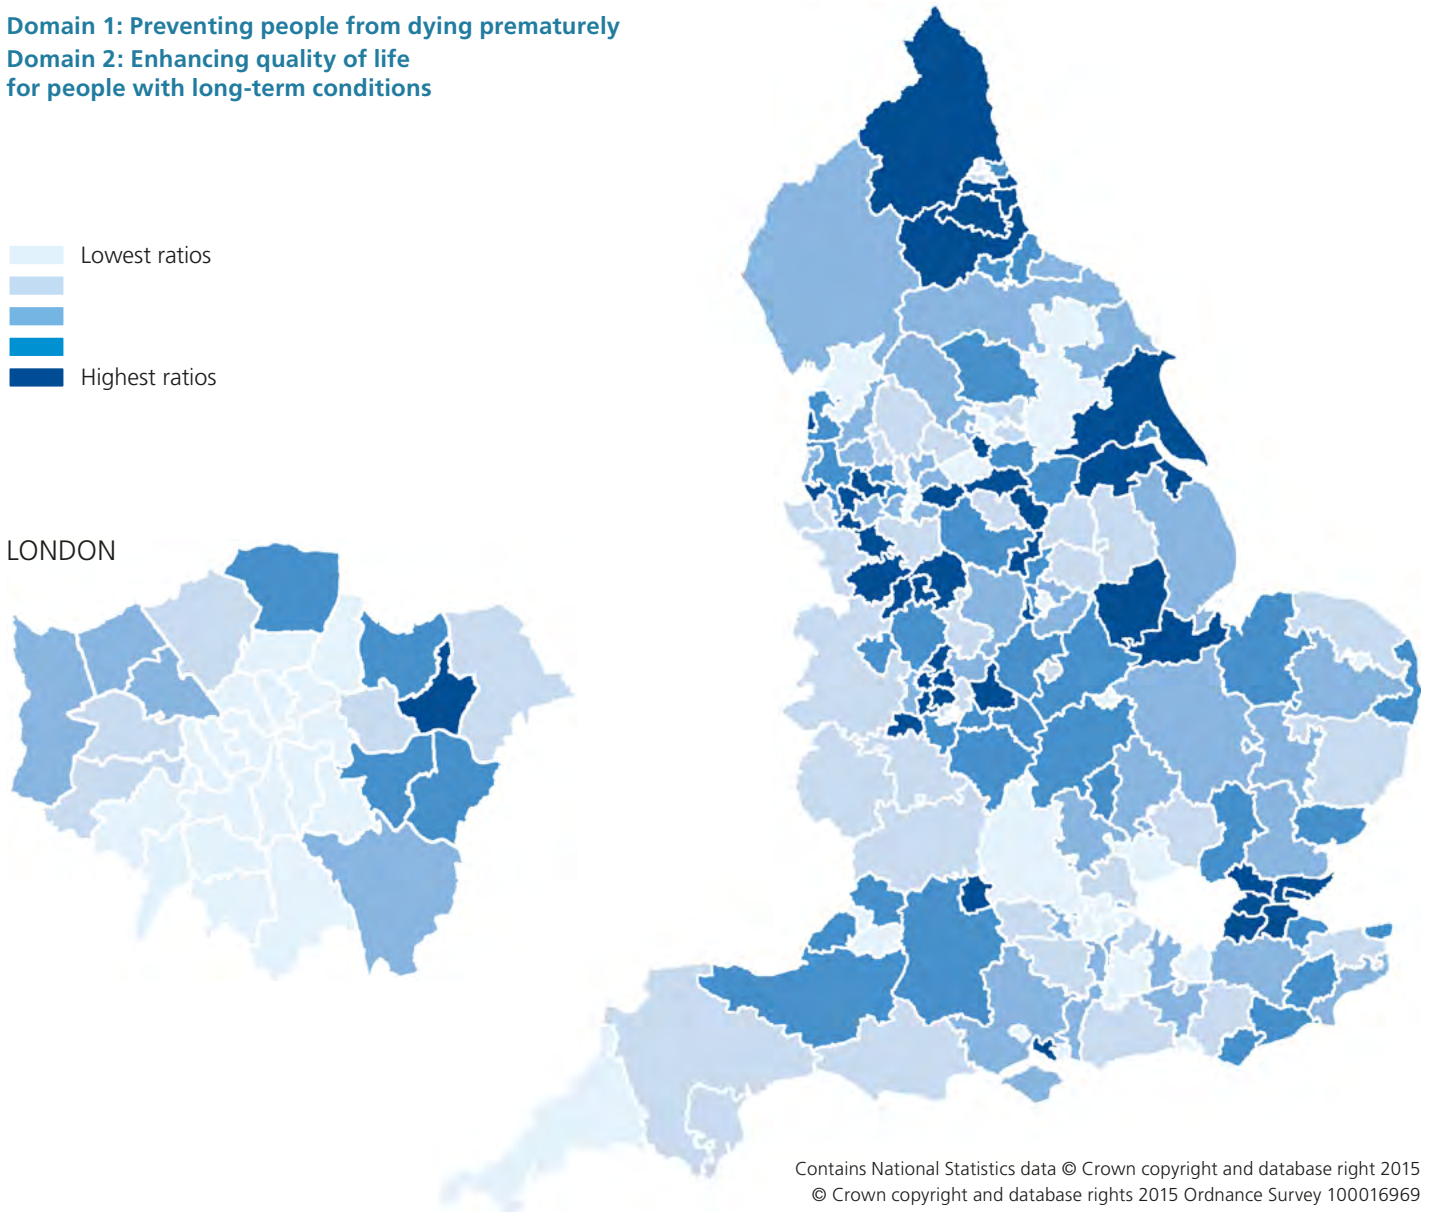 Domain 1: Preventing people from dying prematurely
Domain 2: Enhancing quality of life
for people with long-term conditions
Lowest ratios
Highest ratios
LONDON
Contains National Statistics data © Crown copyright and database right 2015
© Crown copyright and database rights 2015 Ordnance Survey 100016969